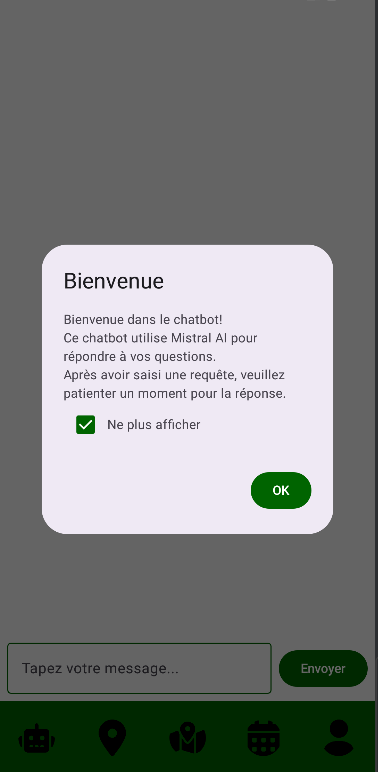 Bienvenue
Bienvenue dans le chatbot!
Ce chatbot utilise Mistral AI pour
répondre à vos questions.
Après avoir saisi une requête, veuillez
patienter un moment pour la réponse.
Ne plus afficher
OK
Tapez votre message...
Envoyer